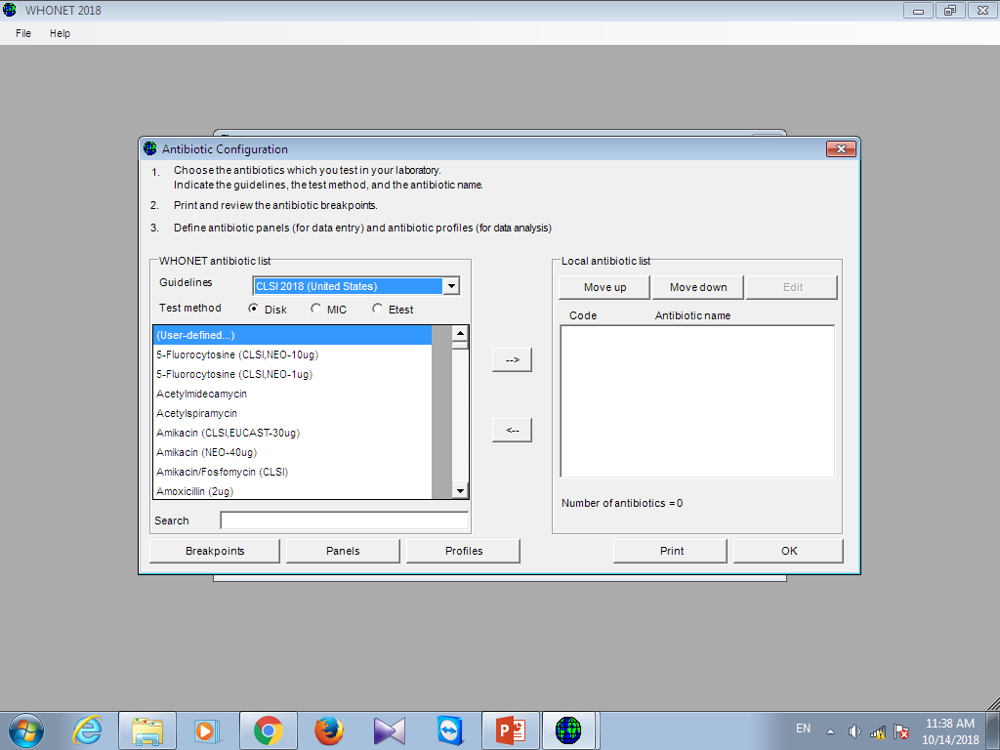 WHONET 2018
File Help
Antibiotic Configuration
1. Choose the antibiotics which you test in your laboratory.
Indicate the guidelines, the test method, and the antibiotic name.
2. Print and review the antibiotic breakpoints.
3. Define antibiotic panels (for data entry) and antibiotic profiles (for data analysis)
WHONET antibiotic list
Guidelines CLSI 2018 (United States)
Test method Disk MIC Etest
(User-defined...)
5-Fluorocytosine (CLSI,NEO-10ug)
5-Fluorocytosine (CLSI,NEO-1ug)
Acetylmidecamycin
Acetylspiramycin
Amikacin (CLSI,EUCAST-30ug)
Amikacin (NEO-40ug)
Amikacin/Fosfomycin (CLSI)
Amoxicillin (2ug)
Search
-->
<--
Local antibiotic list
Move up Move down Edit
Code Antibiotic name
Number of antibiotics = 0
Breakpoints Panels Profiles Print OK
EN
11:38 AM
10/14/2018